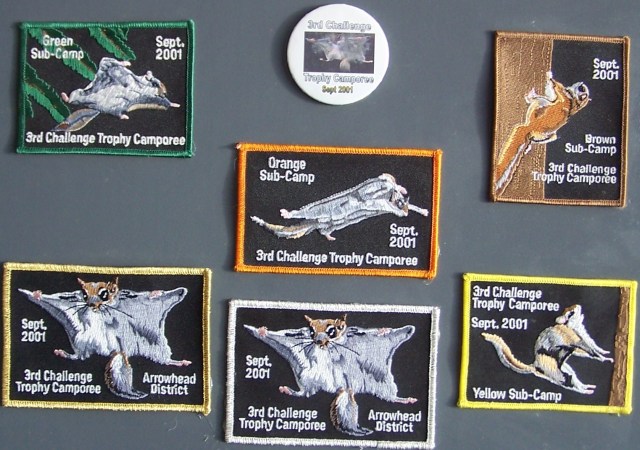 Green
Sub-Camp
Sept.
2001
3rd Challenge Trophy Camporee
3rd Challenge
Trophy Camporee
Sept 2001
Sept.
2001
Brown
Sub-Camp
3rd Challenge
Trophy Camporee
Orange
Sub-Camp
Sept.
2001
3rd Challenge Trophy Camporee
Sept.
2001
3rd Challenge
Trophy Camporee
Arrowhead
District
Sept.
2001
3rd Challenge
Trophy Camporee
Arrowhead
District
3rd Challenge
Trophy Camporee
Sept. 2001
Yellow Sub-Camp